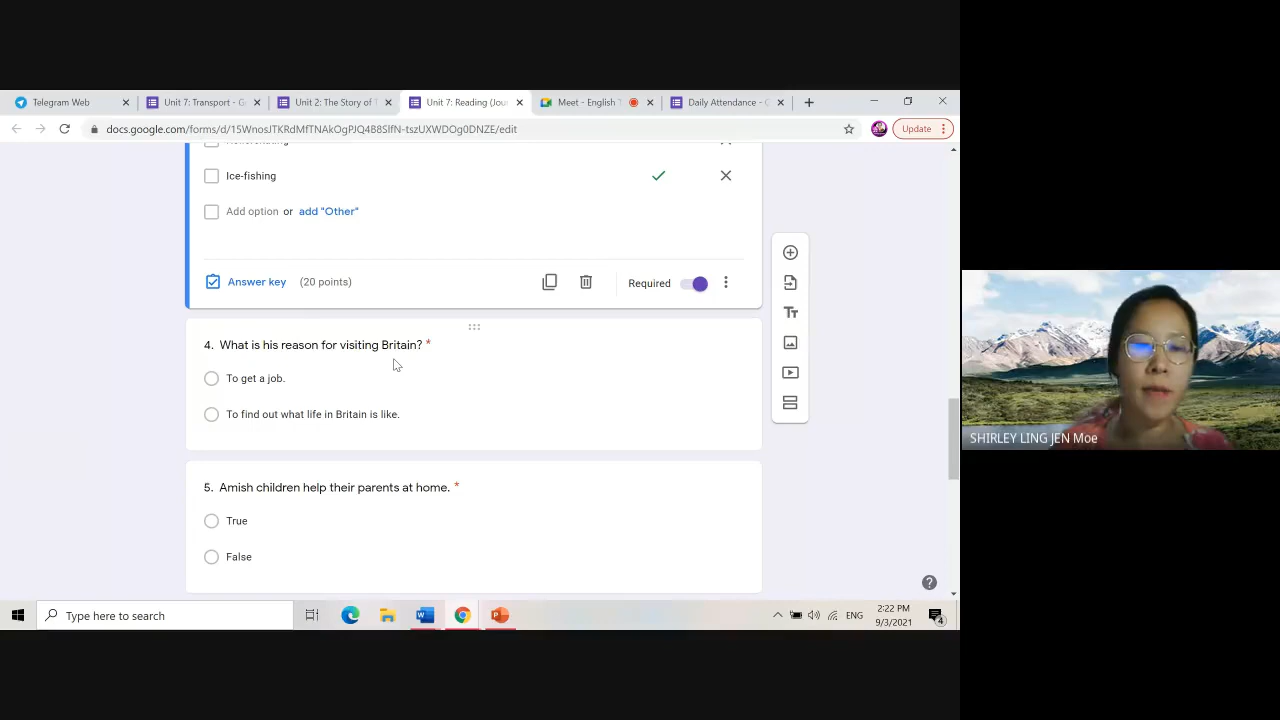 Telegram Web
Unit 7: Transport - G
Unit 2: The Story of
Unit 7: Reading (Jou
Meet - English T
Daily Attendance - G
docs.google.com/forms/d/15WnosJTKRdMfTNAkOgPJQ4B8SIfN-tszUXWDOg0DNZE/edit
Update
Ice-fishing
Add option or add "Other"
Answer key (20 points)
Required
4. What is his reason for visiting Britain? *
To get a job.
To find out what life in Britain is like.
5. Amish children help their parents at home. *
True
False
SHIRLEY LING JEN Moe
Type here to search
ENG
2:22 PM
9/3/2021
4